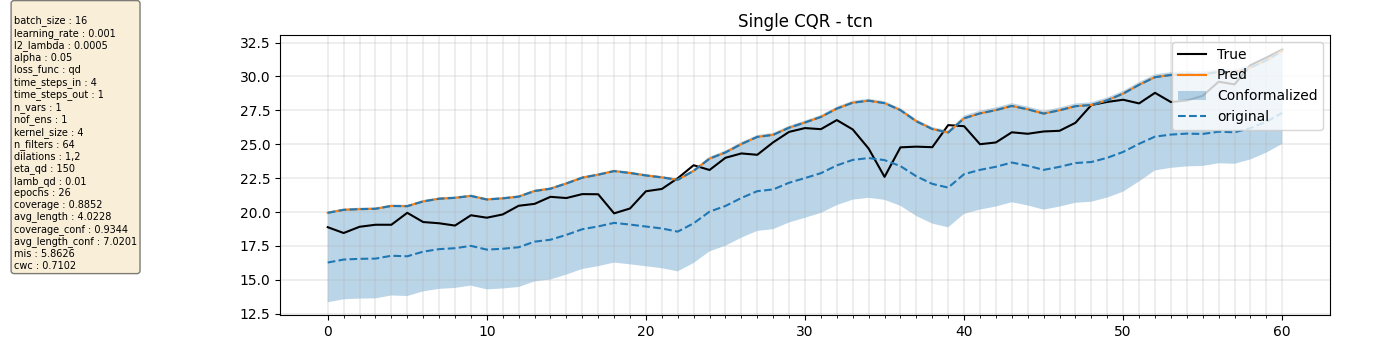 batch_size : 16
learning_rate : 0.001
l2_lambda : 0.0005
alpha : 0.05
loss_func : qd
time_steps_in : 4
time_steps_out : 1
n_vars : 1
nof_ens : 1
kernel_size : 4
n_filters : 64
dilations : 1,2
eta_qd : 150
lamb_qd : 0.01
epochs : 26
coverage : 0.8852
avg_length : 4.0228
coverage_conf : 0.9344
avg_length_conf : 7.0201
mis : 5.8626
cwc : 0.7102
Single CQR - tcn
32.5
30.0
27.5
25.0
22.5
20.0
17.5
15.0
12.5
0 10 20 30 40 50 60
True
Pred
Conformalized
original